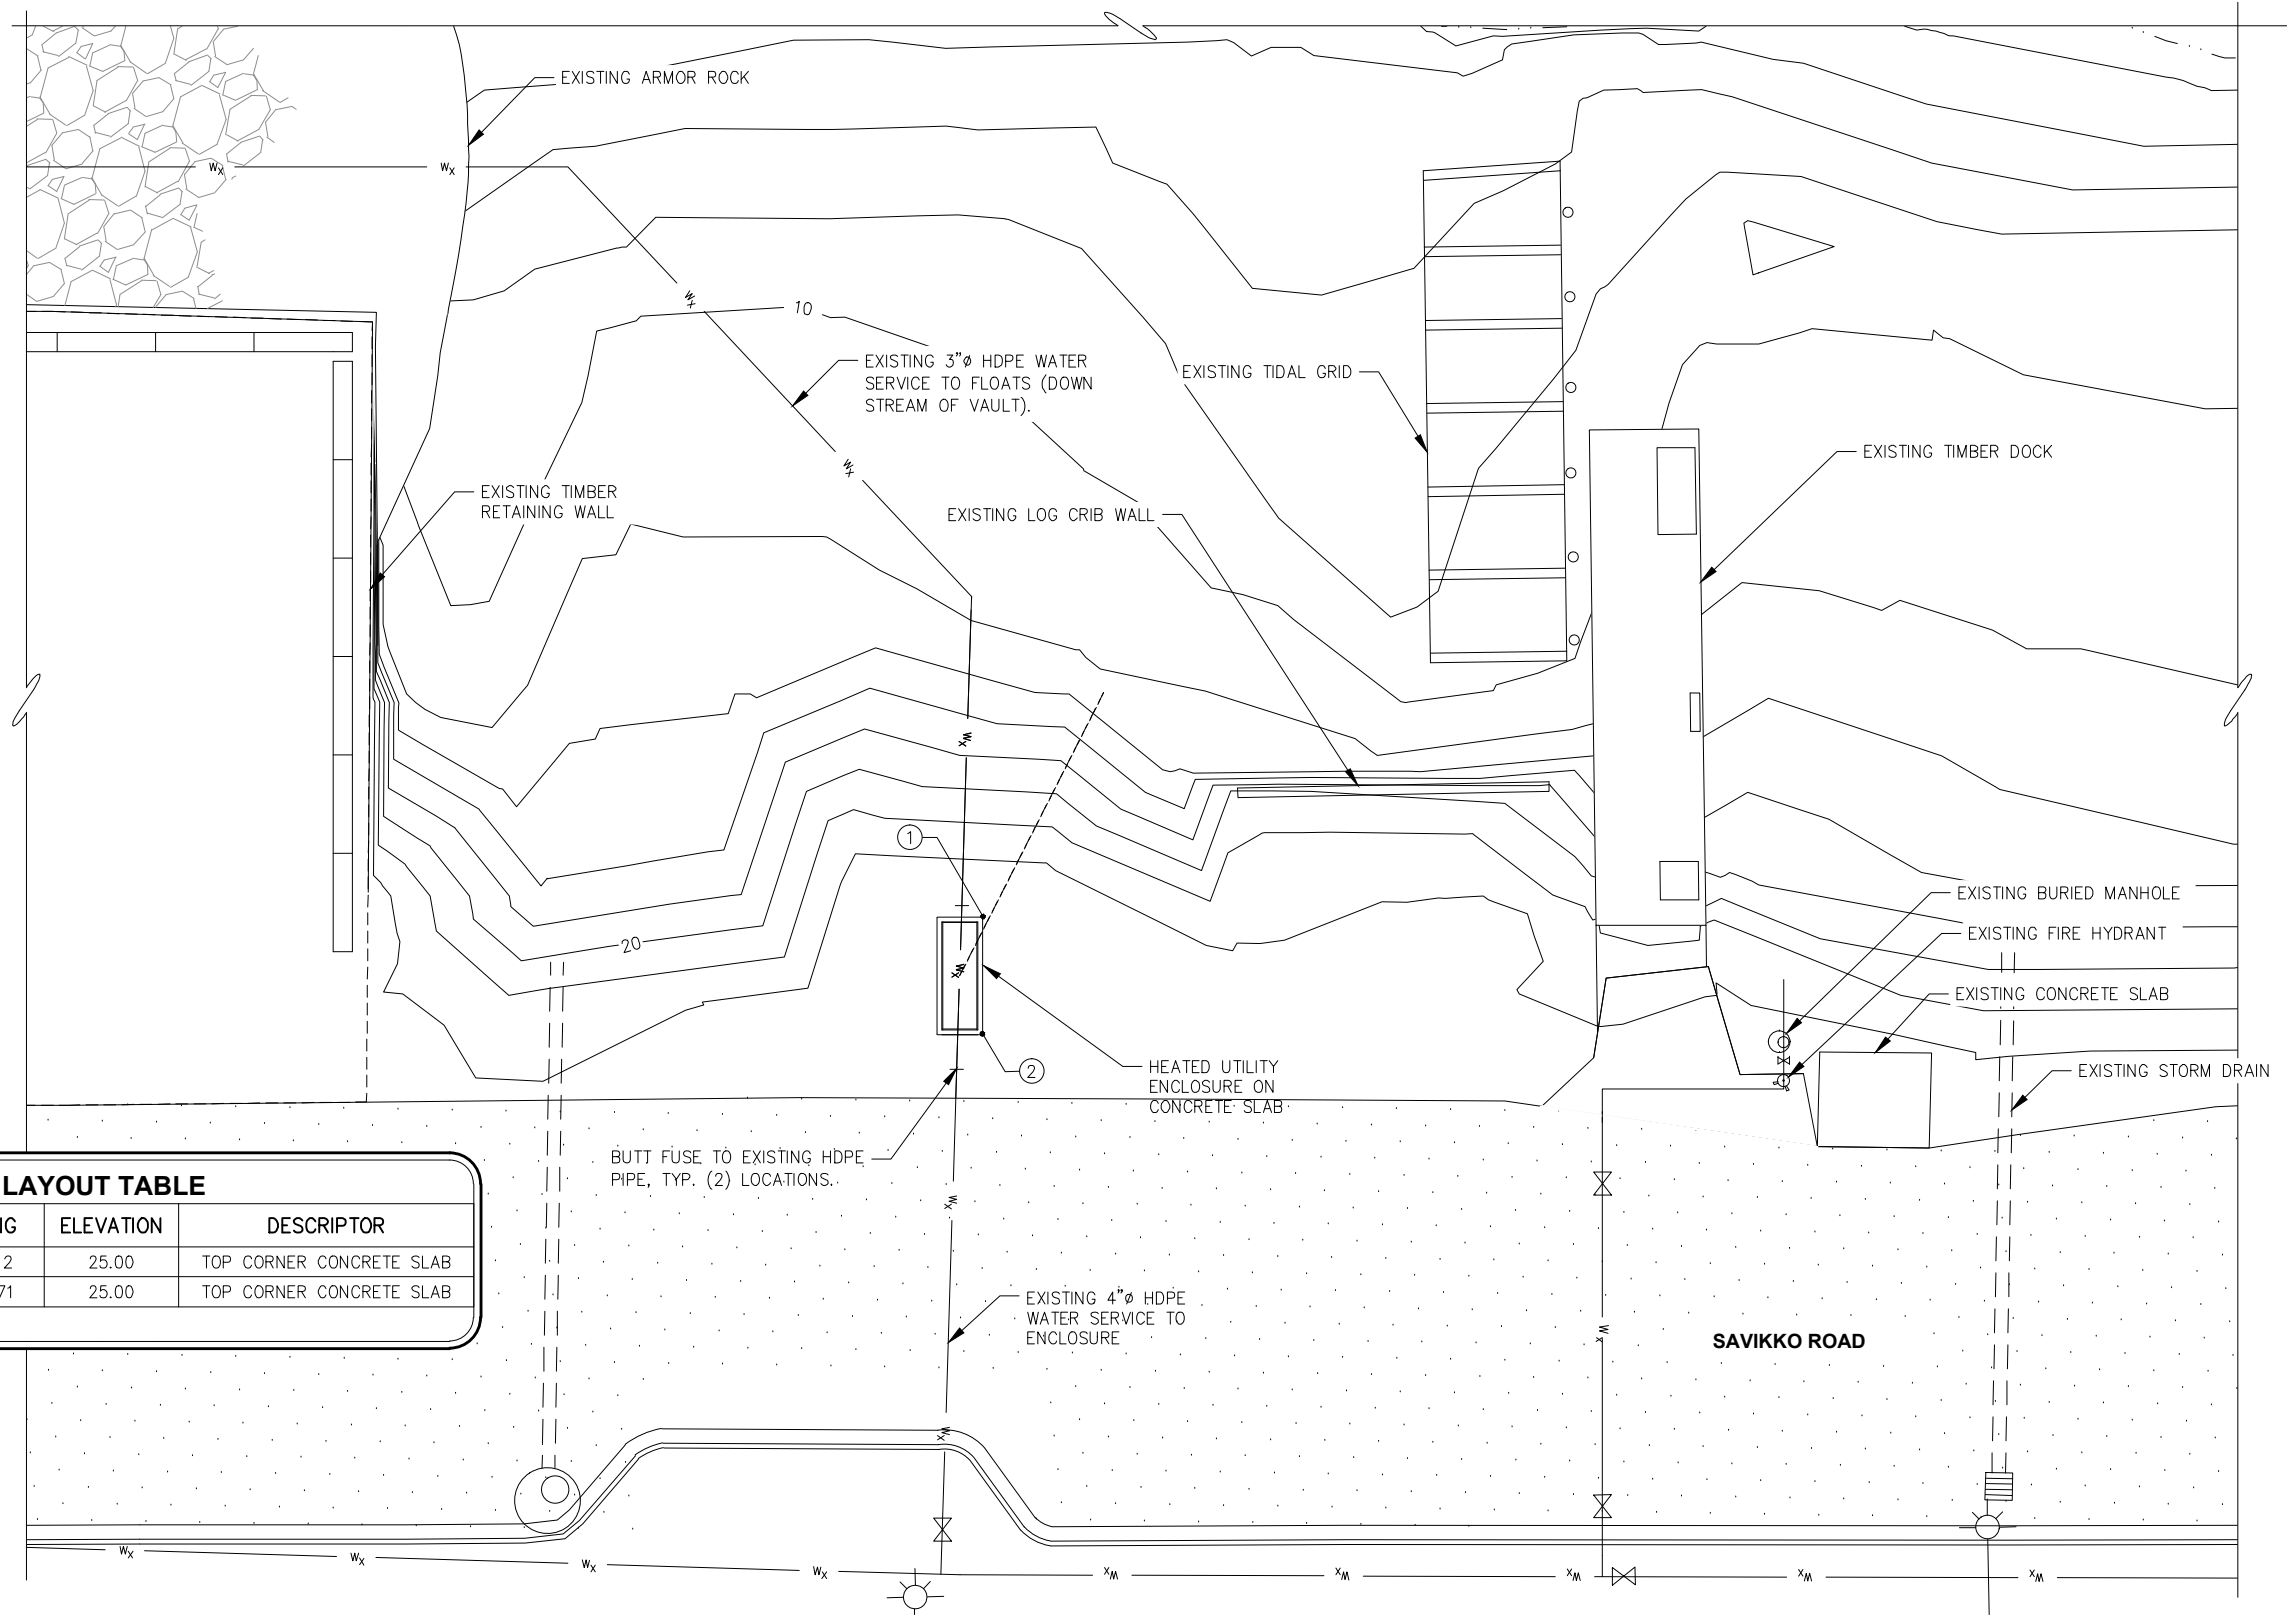 EXISTING ARMOR ROCK
W X
W X
W X
10
EXISTING 3"ø HDPE WATER
SERVICE TO FLOATS (DOWN
STREAM OF VAULT).
EXISTING TIDAL GRID
EXISTING TIMBER DOCK
W X
EXISTING TIMBER
RETAINING WALL
EXISTING LOG CRIB WALL
W X
1
EXISTING BURIED MANHOLE
EXISTING FIRE HYDRANT
20
W X
EXISTING CONCRETE SLAB
2
HEATED UTILITY
ENCLOSURE ON
CONCRETE SLAB
EXISTING STORM DRAIN
BUTT FUSE TO EXISTING HDPE
PIPE, TYP. (2) LOCATIONS.
LAYOUT TABLE
ELEVATION DESCRIPTOR
2 25.00 TOP CORNER CONCRETE SLAB
71 25.00 TOP CORNER CONCRETE SLAB
W X
EXISTING 4"ø HDPE
WATER SERVICE TO
ENCLOSURE
W X
SAVIKKO ROAD
W X
W X
W X
W X
W X
W X
W X
W X
W X
W X